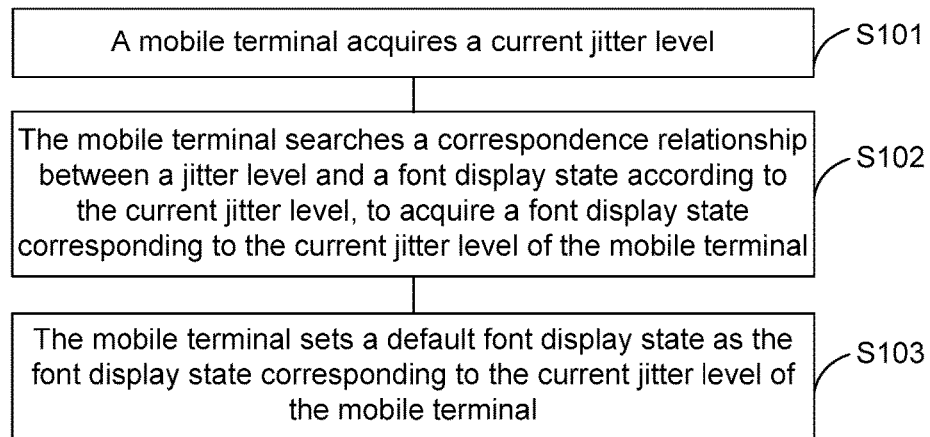 A mobile terminal acquires a current jitter level
S101
The mobile terminal searches a correspondence relationship
between a jitter level and a font display state according to
the current jitter level, to acquire a font display state
corresponding to the current jitter level of the mobile terminal
S102
The mobile terminal sets a default font display state as the
font display state corresponding to the current jitter level of
the mobile terminal
S103